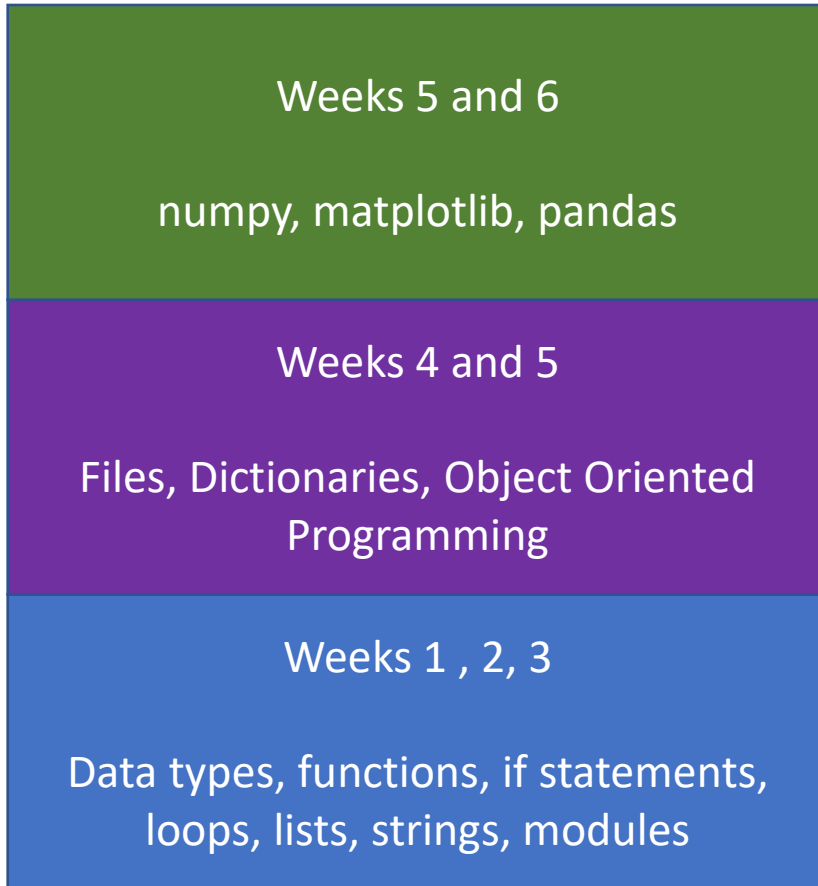 Weeks 5 and 6
numpy, matplotlib, pandas
Weeks 4 and 5
Files, Dictionaries, Object Oriented
Programming
Weeks 1 , 2, 3
Data types, functions, if statements,
loops, lists, strings, modules